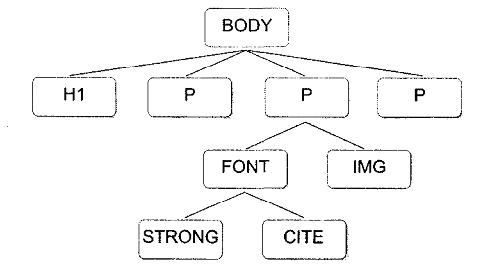 BODY
H1 P P P
FONT IMG
STRONG CITE